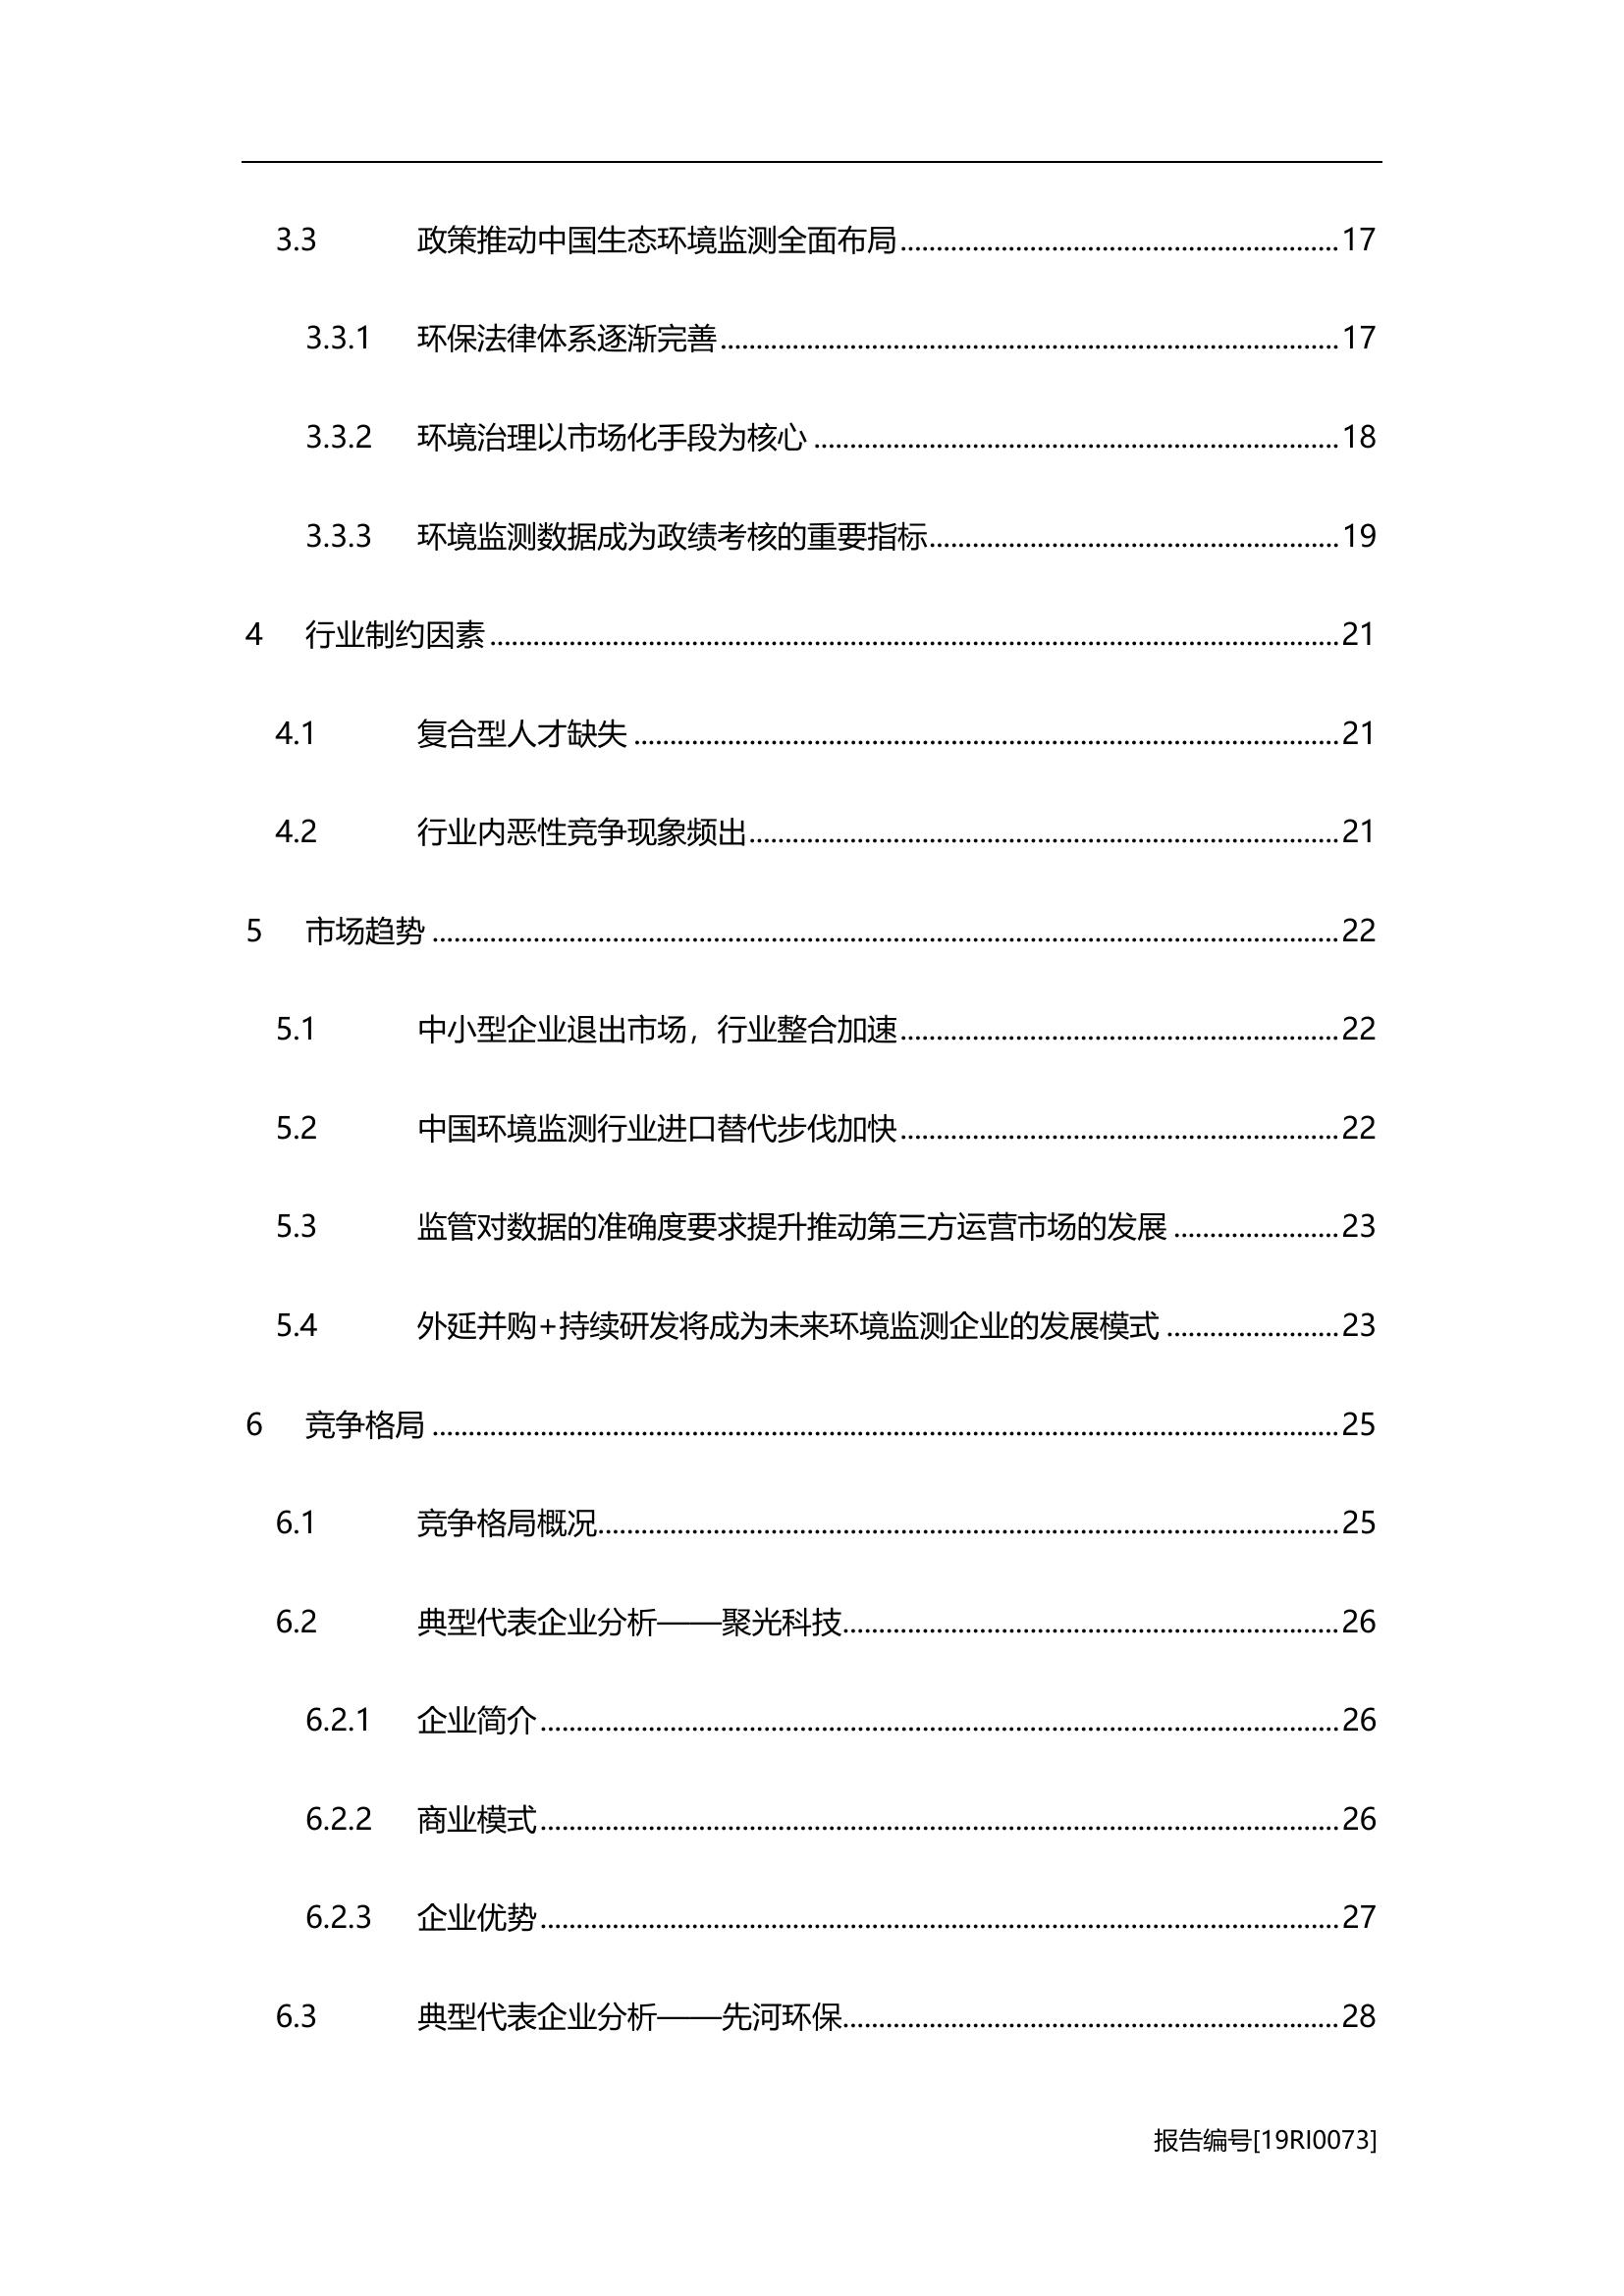 3.3 政策推动中国生态环境监测全面布局 17
3.3.1 环保法律体系逐渐完善 17
3.3.2 环境治理以市场化手段为核心 18
3.3.3 环境监测数据成为政绩考核的重要指标 19
4 行业制约因素 21
4.1 复合型人才缺失 21
4.2 行业内恶性竞争现象频出 21
5 市场趋势 22
5.1 中小型企业退出市场，行业整合加速 22
5.2 中国环境监测行业进口替代步伐加快 22
5.3 监管对数据的准确度要求提升推动第三方运营市场的发展 23
5.4 外延并购+持续研发将成为未来环境监测企业的发展模式 23
6 竞争格局 25
6.1 竞争格局概况 25
6.2 典型代表企业分析——聚光科技 26
6.2.1 企业简介 26
6.2.2 商业模式 26
6.2.3 企业优势 27
6.3 典型代表企业分析——先河环保 28
报告编号[19RI0073]